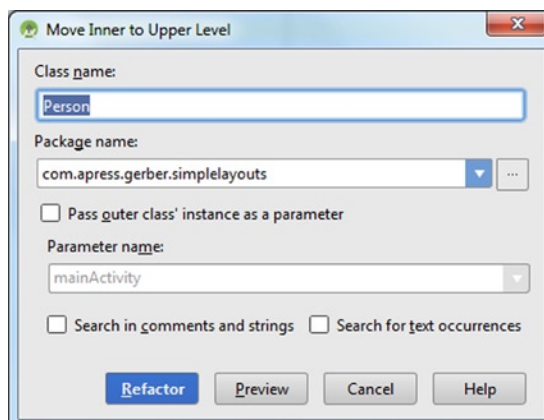 Move Inner to Upper Level
Class name:
Person
Package name:
com.apress.gerber.simplelayouts
...
Pass outer class' instance as a parameter
Parameter name:
mainActivity
Search in comments and strings Search for text occurrences
Refactor Preview Cancel Help